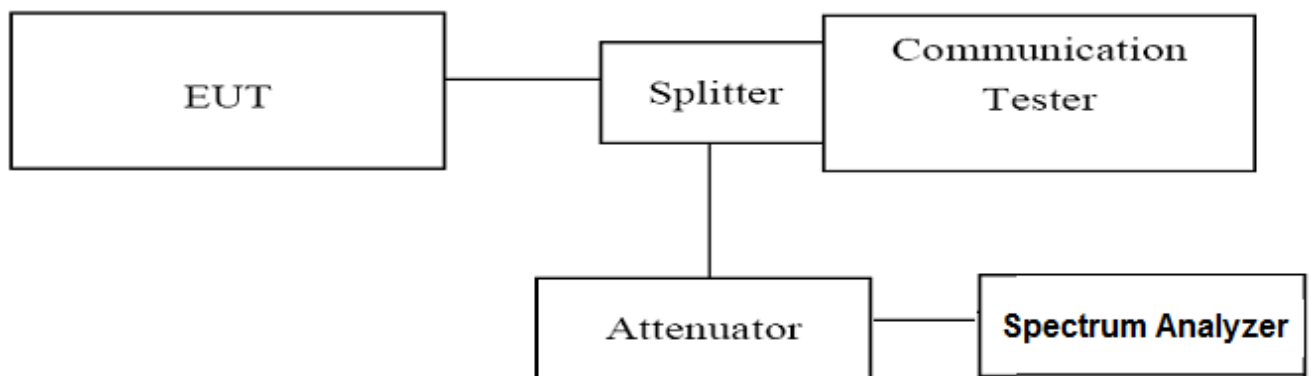 EUT
Splitter
Communication
Tester
Attenuator
Spectrum Analyzer